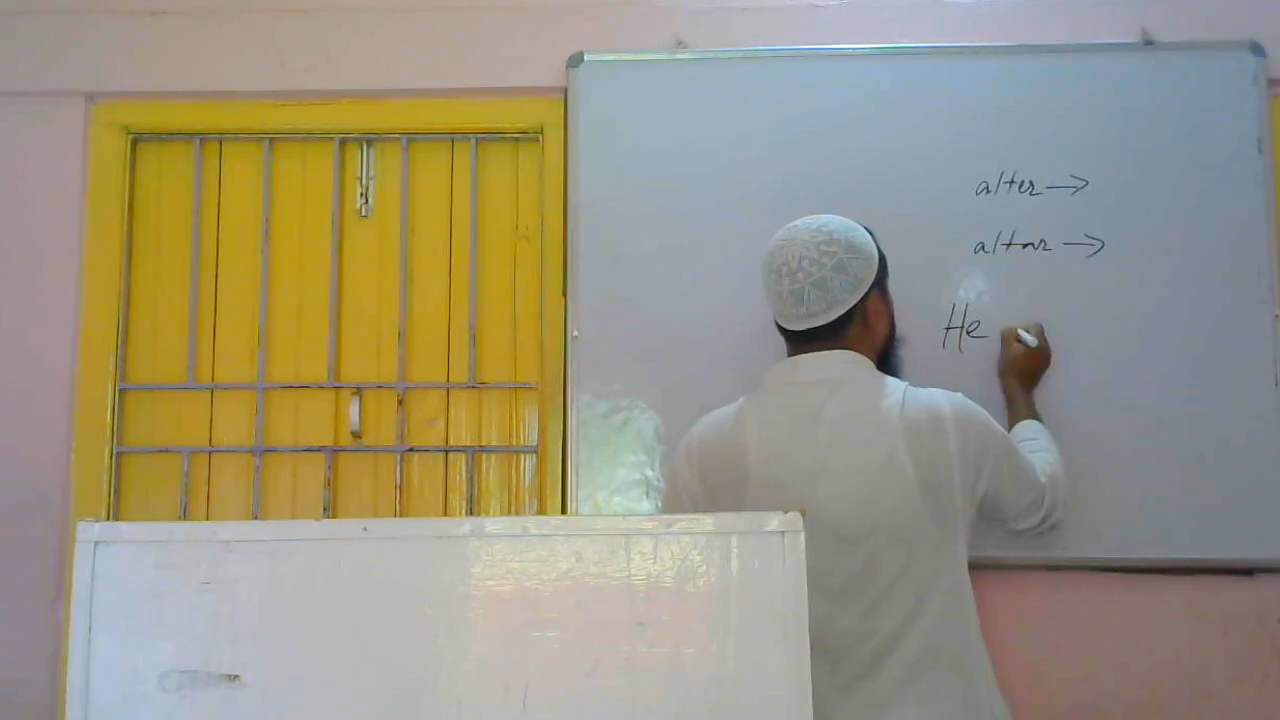 alter →
altar →
He